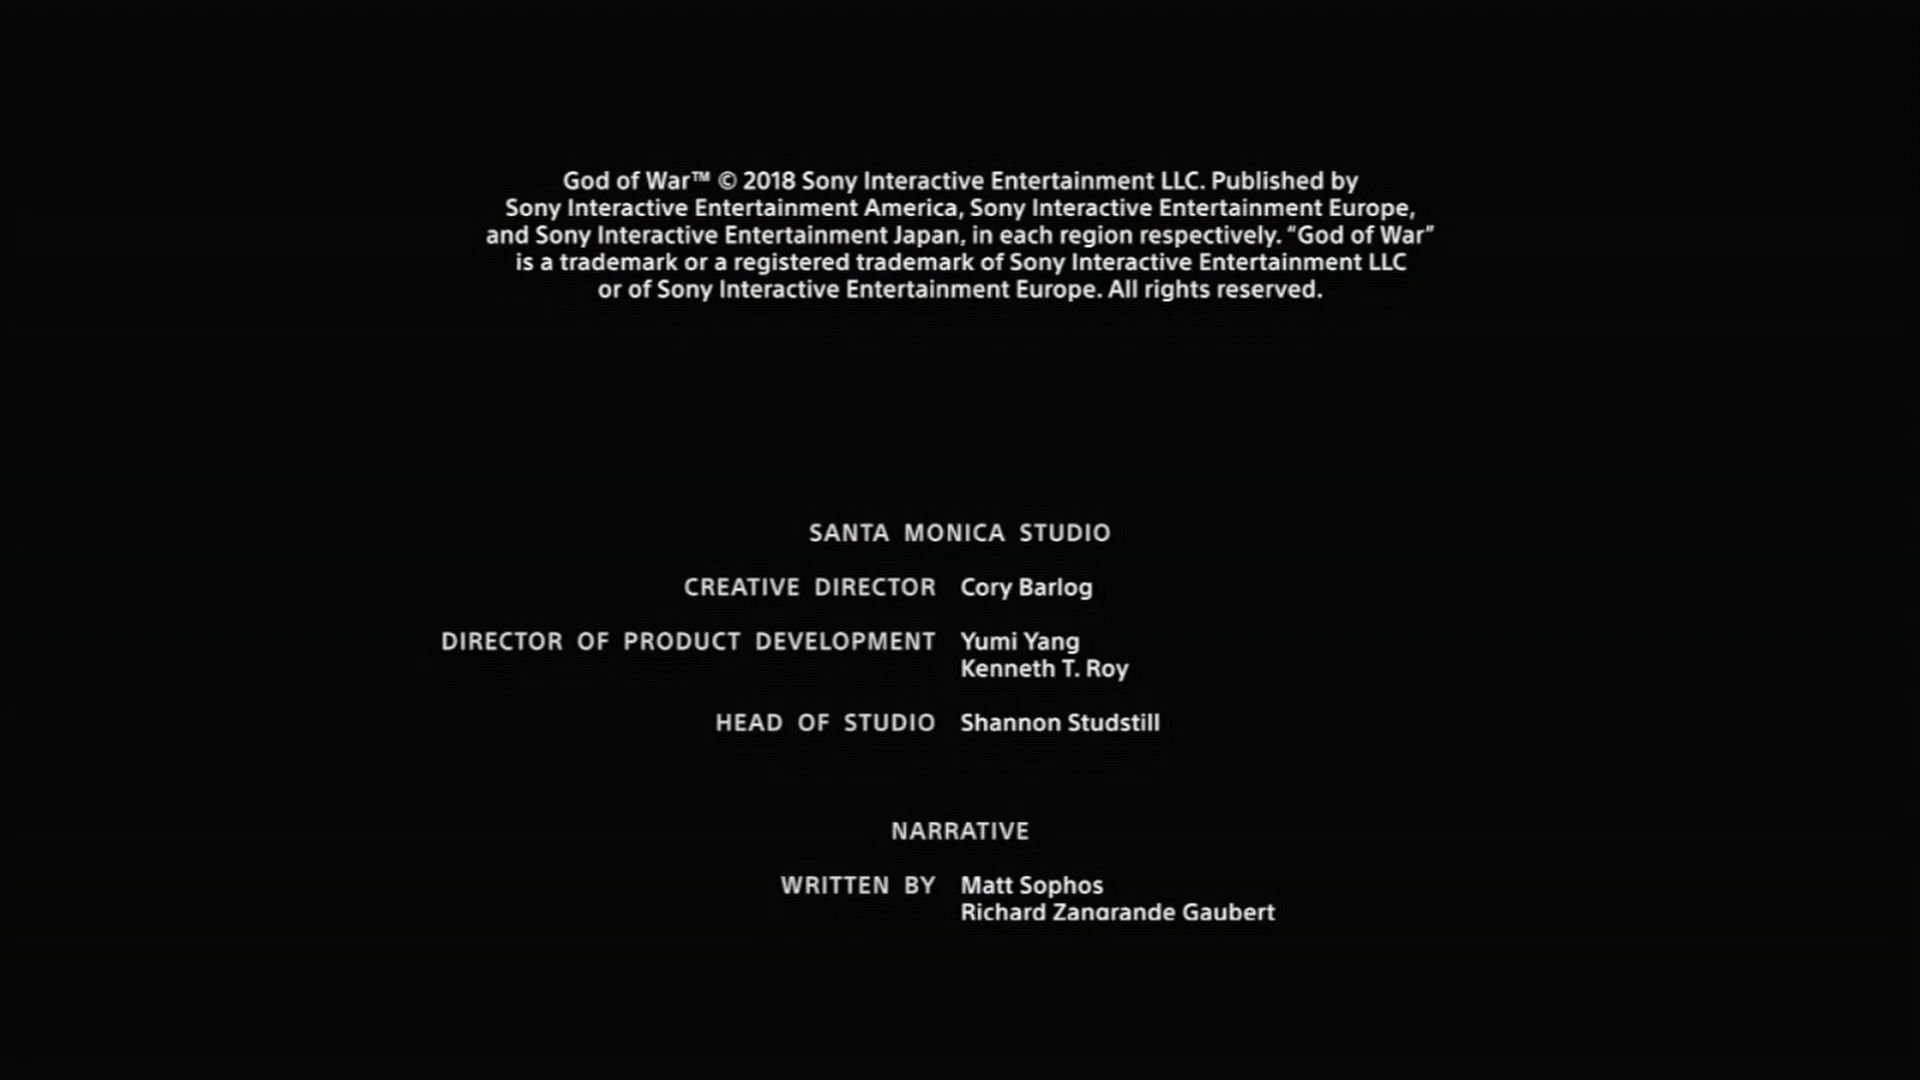 God of War™ © 2018 Sony Interactive Entertainment LLC. Published by
Sony Interactive Entertainment America, Sony Interactive Entertainment Europe,
and Sony Interactive Entertainment Japan, in each region respectively. “God of War”
is a trademark or a registered trademark of Sony Interactive Entertainment LLC
or of Sony Interactive Entertainment Europe. All rights reserved.
SANTA MONICA STUDIO
CREATIVE DIRECTOR Cory Barlog
DIRECTOR OF PRODUCT DEVELOPMENT Yumi Yang
Kenneth T. Roy
HEAD OF STUDIO Shannon Studstill
NARRATIVE
WRITTEN BY Matt Sophos
Richard Zangrande Gaubert